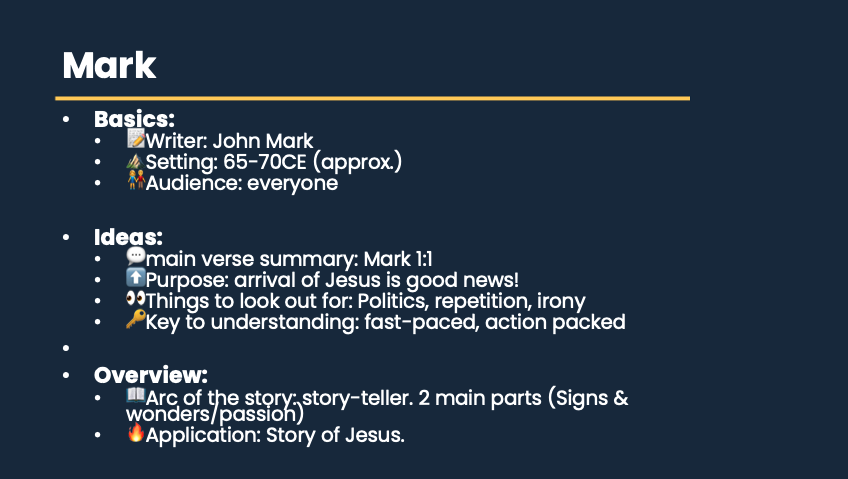 Mark
• Basics:
• 📝Writer: John Mark
• ⛰️Setting: 65-70CE (approx.)
• 👫Audience: everyone
• Ideas:
• 💬main verse summary: Mark 1:1
• ⬆️Purpose: arrival of Jesus is good news!
• 👀Things to look out for: Politics, repetition, irony
• 🔑Key to understanding: fast-paced, action packed
•
• Overview:
• 📖Arc of the story: story-teller. 2 main parts (Signs &
wonders/passion)
• 🔥Application: Story of Jesus.